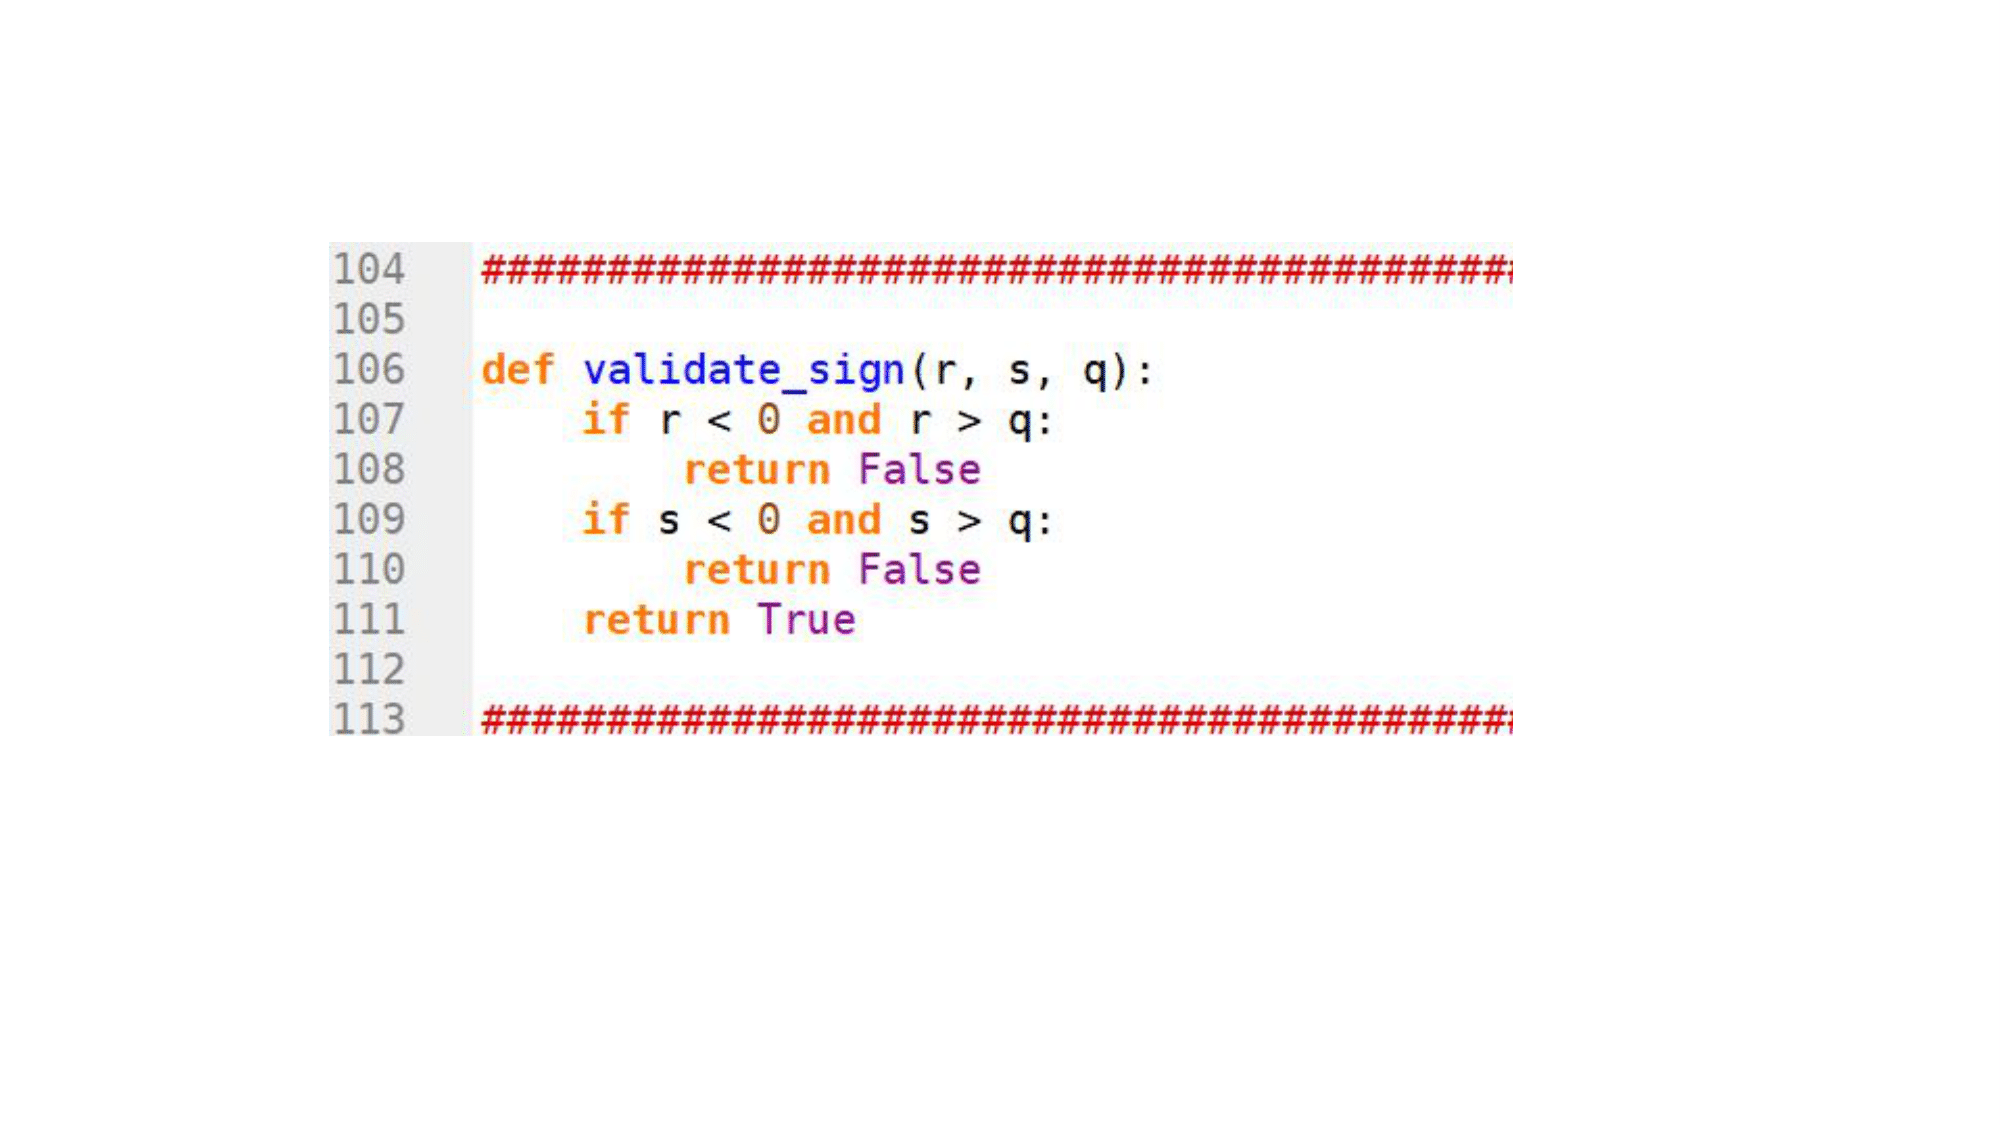 104 ##########################################
105
106 def validate_sign(r, s, q):
107     if r < 0 and r > q:
108         return False
109     if s < 0 and s > q:
110         return False
111     return True
112
113 ##########################################